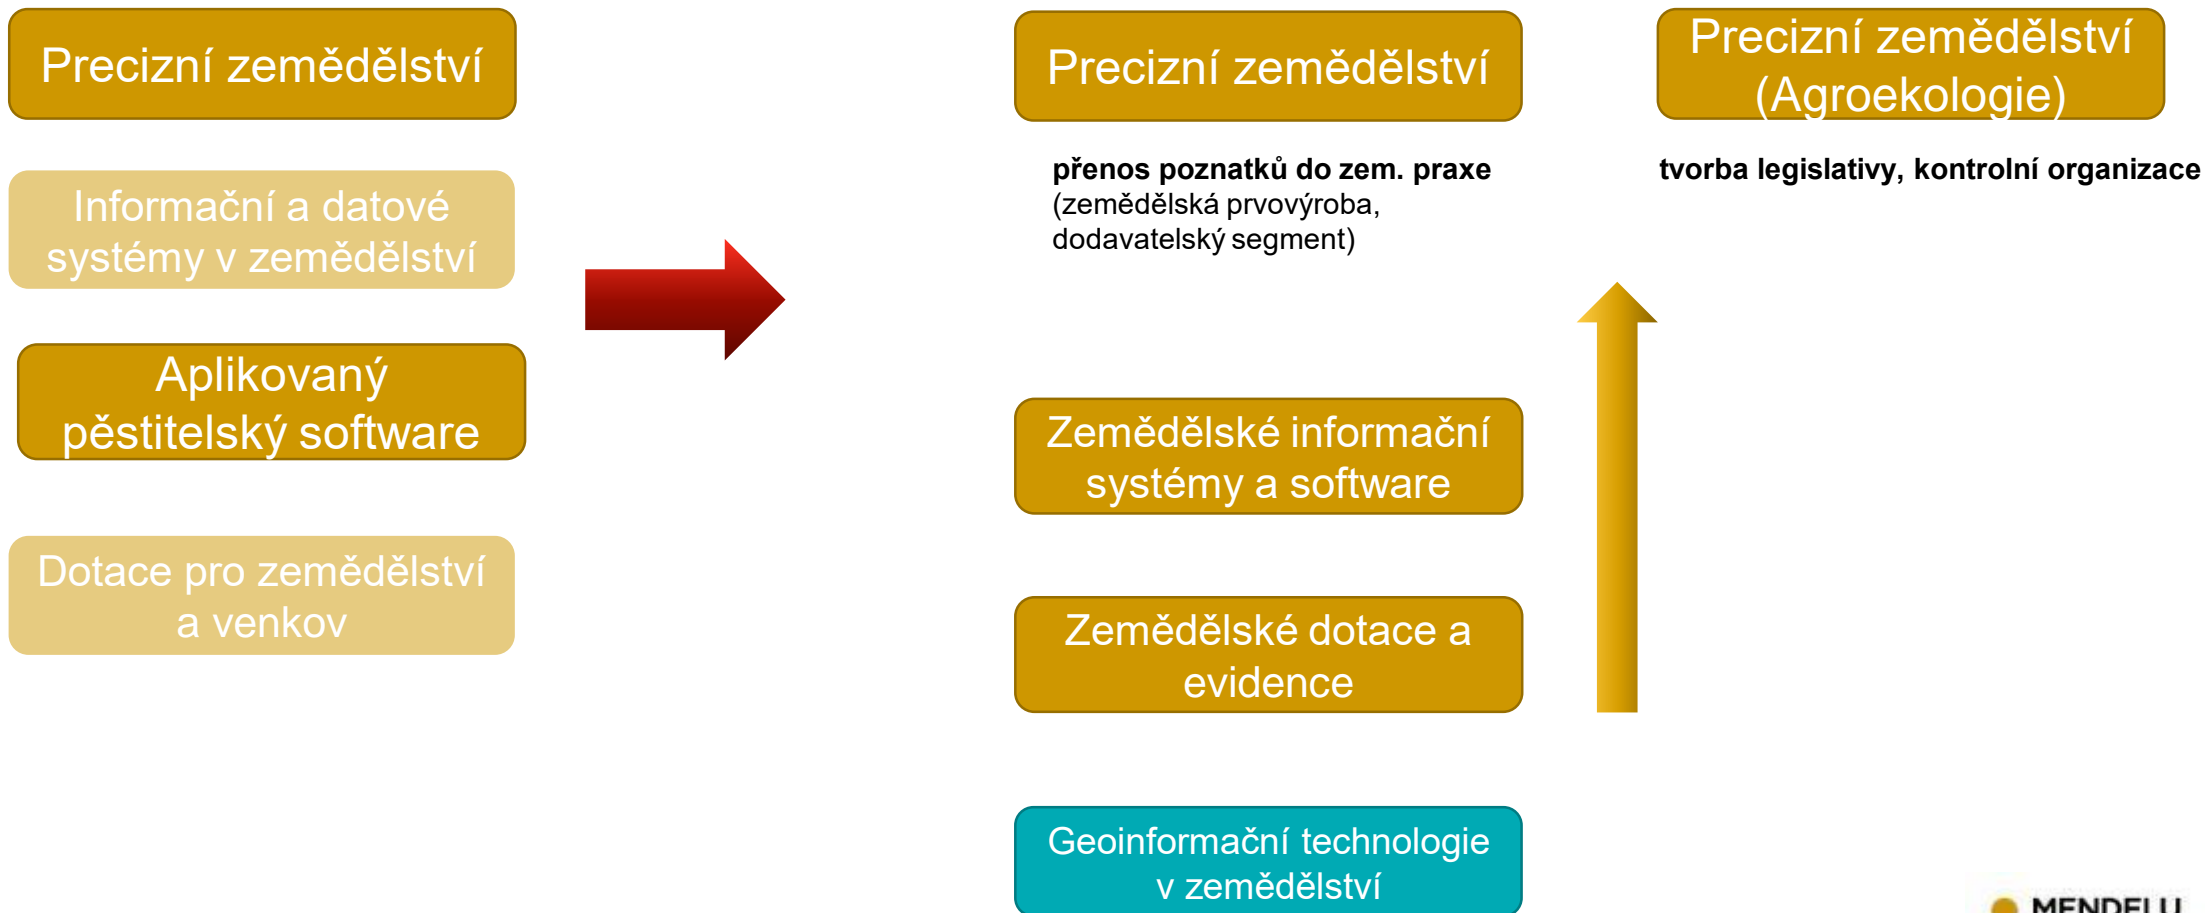 Precizní zemědělství
Informační a datové
systémy v zemědělství
Aplikovaný
pěstitelský software
Dotace pro zemědělství
a venkov
Precizní zemědělství
přenos poznatků do zem. praxe
(zemědělská prvovýroba,
dodavatelský segment)
Zemědělské informační
systémy a software
Zemědělské dotace a
evidence
Geoinformační technologie
v zemědělství
Precizní zemědělství
(Agroekologie)
tvorba legislativy, kontrolní organizace
MENDELU